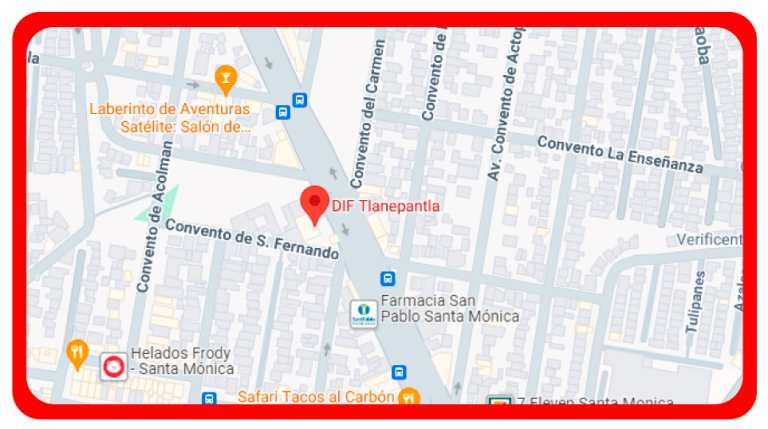 la
Laberinto de Aventuras
Satélite: Salón de...
Convento del Carmen
Convento de
Av. Convento de Actop
aoba
Convento La Enseñanza
Convento de Acolman
DIF Tlanepantla
Convento de S. Fernando
Verificent
Farmacia San
Pablo Santa Mónica
Tulipanes
Azale
Helados Frody
- Santa Mónica
Safari Tacos al Carbón
7 Eleven Santa Monica